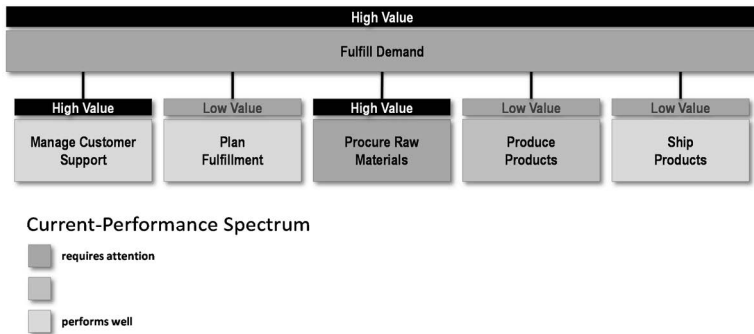 High Value
Fulfill Demand
High Value
Low Value
High Value
Low Value
Low Value
Manage Customer
Support
Plan
Fulfillment
Procure Raw
Materials
Produce
Products
Ship
Products
Current-Performance Spectrum
requires attention
performs well